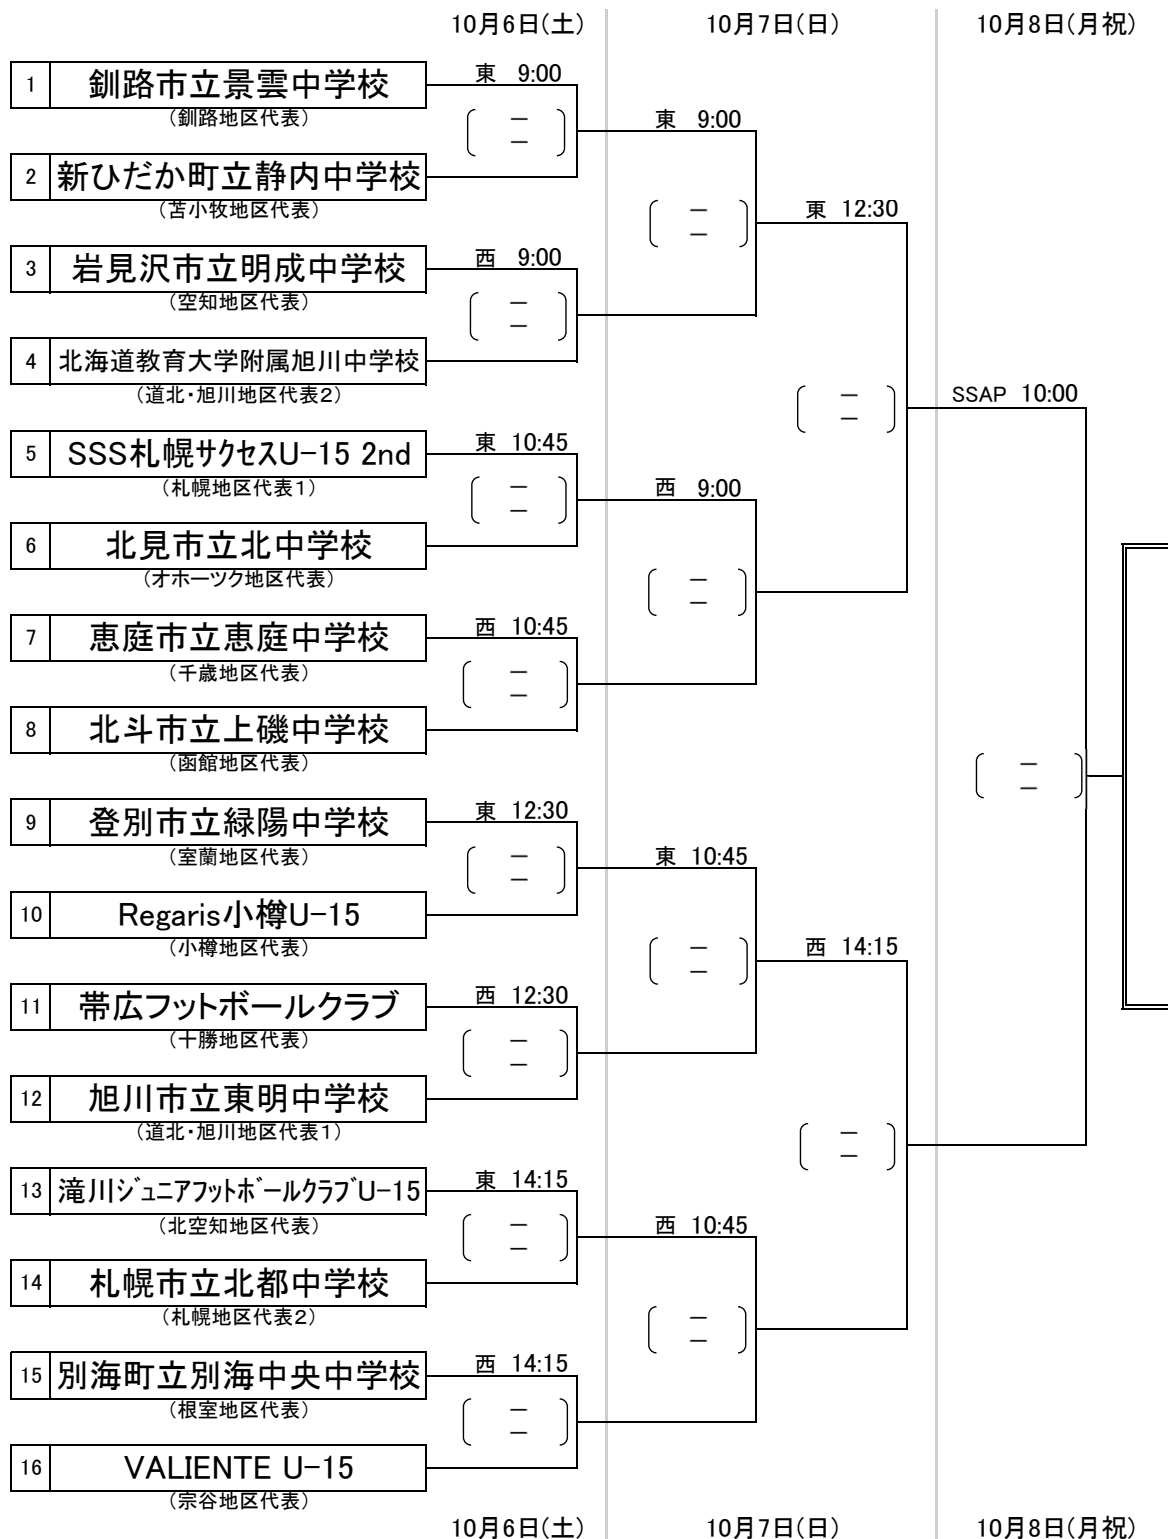 10月6日(土) 10月7日(日) 10月8日(月祝)
1 釧路市立景雲中学校
(釧路地区代表)
東 9:00
－
－
東 9:00
2 新ひだか町立静内中学校
(苫小牧地区代表)
－
－
東 12:30
3 岩見沢市立明成中学校
(空知地区代表)
西 9:00
－
－
4 北海道教育大学附属旭川中学校
(道北・旭川地区代表2)
－
－
SSAP 10:00
5 SSS札幌サクセスU-15 2nd
(札幌地区代表1)
東 10:45
－
－
西 9:00
6 北見市立北中学校
(オホーツク地区代表)
－
－
7 恵庭市立恵庭中学校
(千歳地区代表)
西 10:45
－
－
8 北斗市立上磯中学校
(函館地区代表)
－
－
9 登別市立緑陽中学校
(室蘭地区代表)
東 12:30
－
－
東 10:45
10 Regaris小樽U-15
(小樽地区代表)
－
－
西 14:15
11 帯広フットボールクラブ
(十勝地区代表)
西 12:30
－
－
12 旭川市立東明中学校
(道北・旭川地区代表1)
－
－
13 滝川ジュニアフットボールクラブU-15
(北空知地区代表)
東 14:15
－
－
西 10:45
14 札幌市立北都中学校
(札幌地区代表2)
－
－
15 別海町立別海中央中学校
(根室地区代表)
西 14:15
－
－
16 VALIENTE U-15
(宗谷地区代表)
10月6日(土) 10月7日(日) 10月8日(月祝)